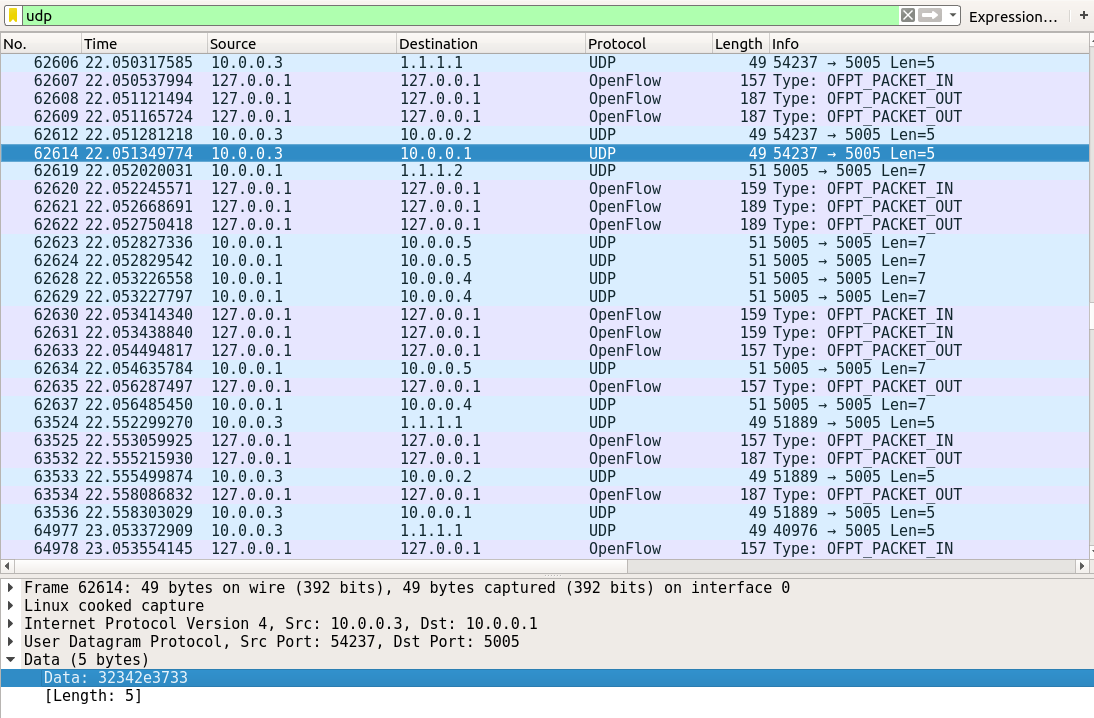 udp Expression... +
No. Time Source Destination Protocol Length Info
62606 22.050317585 10.0.0.3 1.1.1.1 UDP 49 54237 → 5005 Len=5
62607 22.050537994 127.0.0.1 127.0.0.1 OpenFlow 157 Type: OFPT_PACKET_IN
62608 22.051121494 127.0.0.1 127.0.0.1 OpenFlow 187 Type: OFPT_PACKET_OUT
62609 22.051165724 127.0.0.1 127.0.0.1 OpenFlow 187 Type: OFPT_PACKET_OUT
62612 22.051281218 10.0.0.3 10.0.0.2 UDP 49 54237 → 5005 Len=5
62614 22.051349774 10.0.0.3 10.0.0.1 UDP 49 54237 → 5005 Len=5
62619 22.052020031 10.0.0.1 1.1.1.2 UDP 51 5005 → 5005 Len=7
62620 22.052245571 127.0.0.1 127.0.0.1 OpenFlow 159 Type: OFPT_PACKET_IN
62621 22.052668691 127.0.0.1 127.0.0.1 OpenFlow 189 Type: OFPT_PACKET_OUT
62622 22.052750418 127.0.0.1 127.0.0.1 OpenFlow 189 Type: OFPT_PACKET_OUT
62623 22.052827336 10.0.0.1 10.0.0.5 UDP 51 5005 → 5005 Len=7
62624 22.052829542 10.0.0.1 10.0.0.5 UDP 51 5005 → 5005 Len=7
62628 22.053226558 10.0.0.1 10.0.0.4 UDP 51 5005 → 5005 Len=7
62629 22.053227797 10.0.0.1 10.0.0.4 UDP 51 5005 → 5005 Len=7
62630 22.053414340 127.0.0.1 127.0.0.1 OpenFlow 159 Type: OFPT_PACKET_IN
62631 22.053438840 127.0.0.1 127.0.0.1 OpenFlow 159 Type: OFPT_PACKET_IN
62633 22.054494817 127.0.0.1 127.0.0.1 OpenFlow 157 Type: OFPT_PACKET_OUT
62634 22.054635784 10.0.0.1 10.0.0.5 UDP 51 5005 → 5005 Len=7
62635 22.056287497 127.0.0.1 127.0.0.1 OpenFlow 157 Type: OFPT_PACKET_OUT
62637 22.056485450 10.0.0.1 10.0.0.4 UDP 51 5005 → 5005 Len=7
63524 22.552299270 10.0.0.3 1.1.1.1 UDP 49 51889 → 5005 Len=5
63525 22.553059925 127.0.0.1 127.0.0.1 OpenFlow 157 Type: OFPT_PACKET_IN
63532 22.555215930 127.0.0.1 127.0.0.1 OpenFlow 187 Type: OFPT_PACKET_OUT
63533 22.555499874 10.0.0.3 10.0.0.2 UDP 49 51889 → 5005 Len=5
63534 22.558086832 127.0.0.1 127.0.0.1 OpenFlow 187 Type: OFPT_PACKET_OUT
63536 22.558303029 10.0.0.3 10.0.0.1 UDP 49 51889 → 5005 Len=5
64977 23.053372909 10.0.0.3 1.1.1.1 UDP 49 40976 → 5005 Len=5
64978 23.053554145 127.0.0.1 127.0.0.1 OpenFlow 157 Type: OFPT_PACKET_IN
Frame 62614: 49 bytes on wire (392 bits), 49 bytes captured (392 bits) on interface 0
Linux cooked capture
Internet Protocol Version 4, Src: 10.0.0.3, Dst: 10.0.0.1
User Datagram Protocol, Src Port: 54237, Dst Port: 5005
Data (5 bytes)
Data: 32342e3733
[Length: 5]